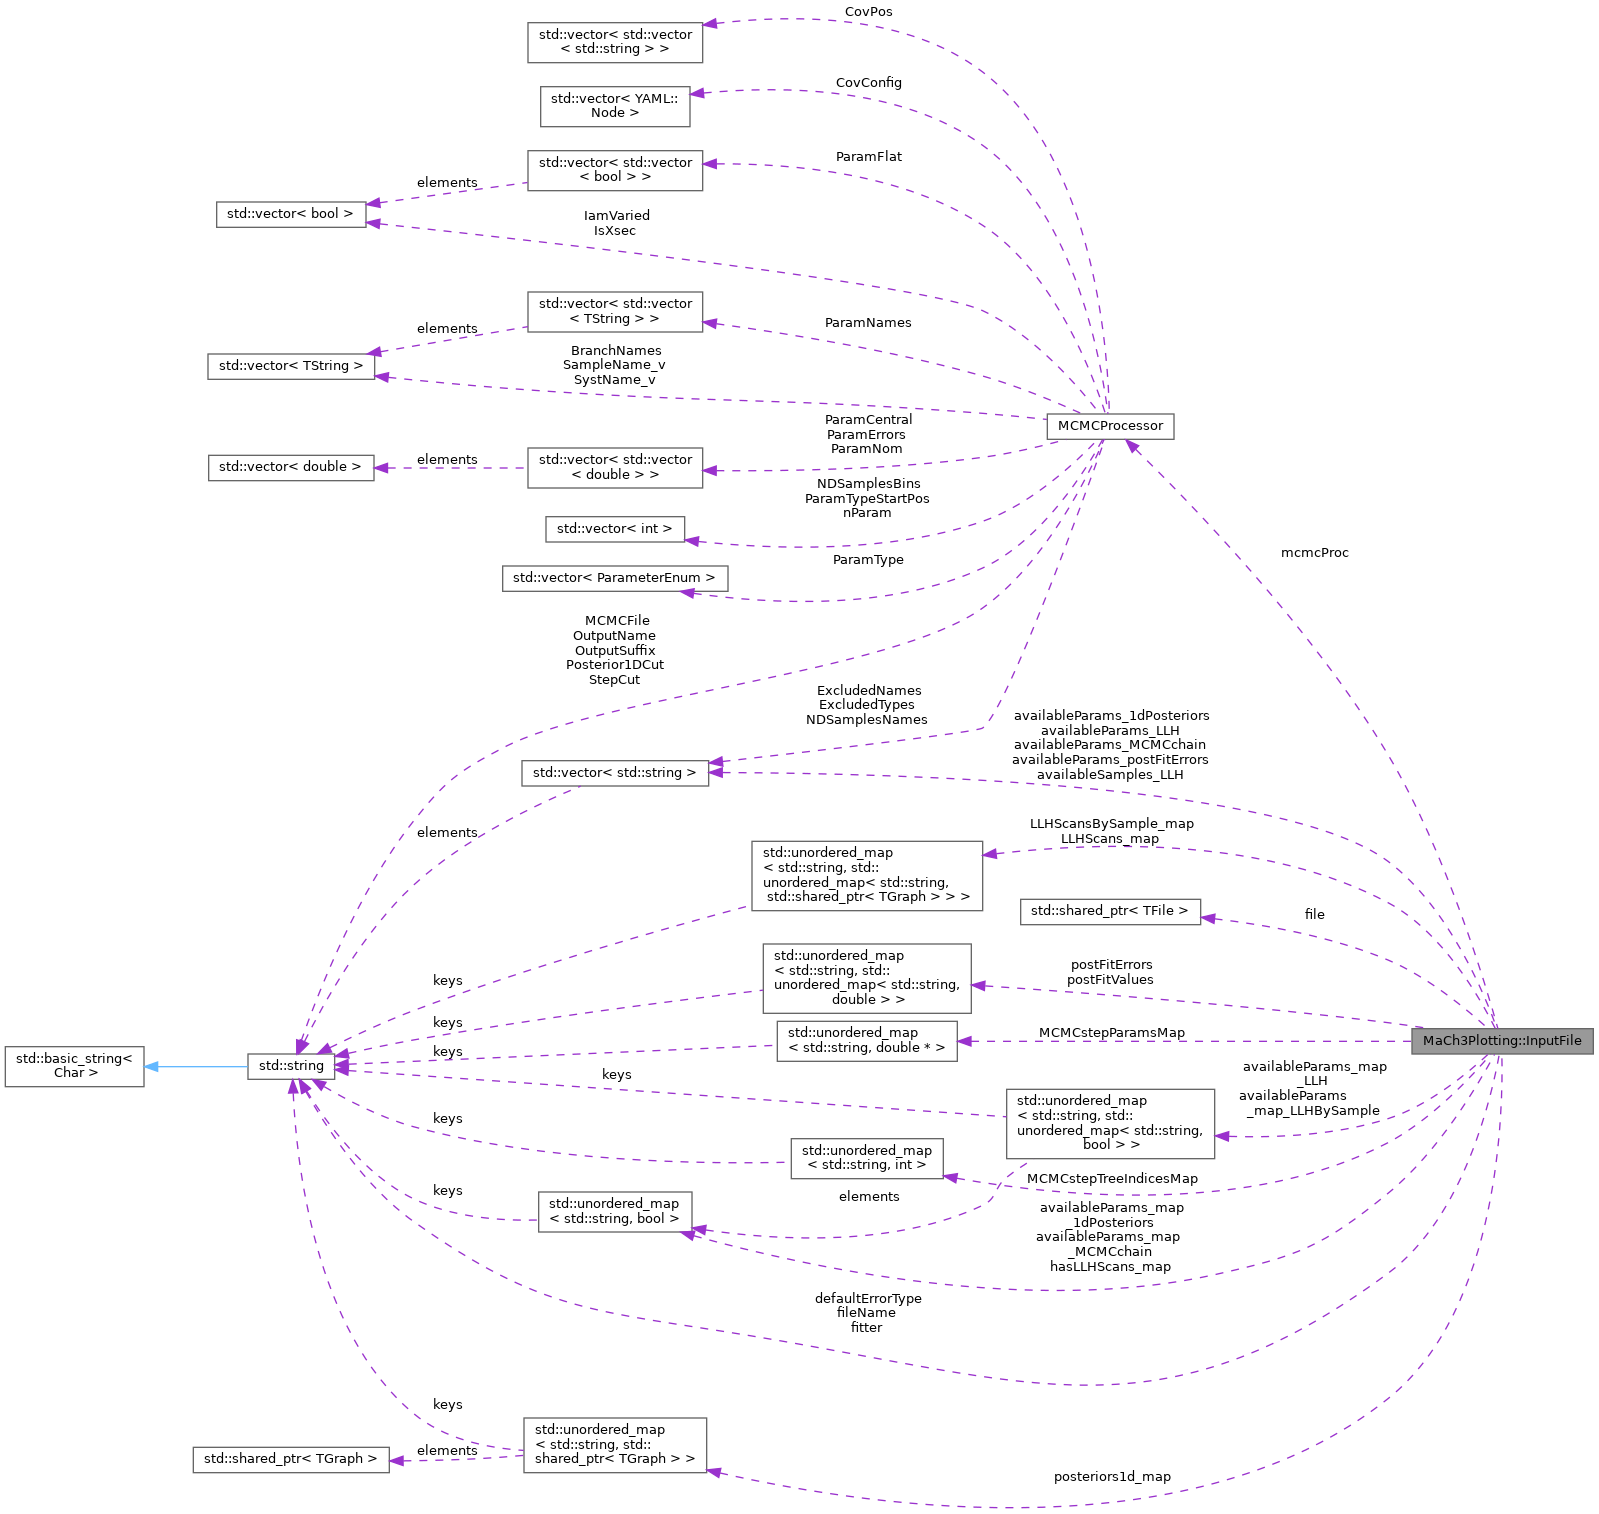 CovPos
std::vector< std::vector
< std::string > >
CovConfig
std::vector< YAML::
Node >
ParamFlat
std::vector< std::vector
< bool > >
elements
std::vector< bool >
IamVaried
IsXsec
std::vector< std::vector
< TString > >
ParamNames
elements
std::vector< TString >
BranchNames
SampleName_v
SystName_v
MCMCProcessor
ParamCentral
ParamErrors
ParamNom
std::vector< double >
elements
std::vector< std::vector
< double > >
NDSamplesBins
ParamTypeStartPos
nParam
std::vector< int >
mcmcProc
ParamType
std::vector< ParameterEnum >
MCMCFile
OutputName
OutputSuffix
Posterior1DCut
StepCut
ExcludedNames
ExcludedTypes
NDSamplesNames
availableParams_1dPosteriors
availableParams_LLH
availableParams_MCMCchain
availableParams_postFitErrors
availableSamples_LLH
std::vector< std::string >
elements
LLHScansBySample_map
LLHScans_map
std::unordered_map
< std::string, std::
unordered_map< std::string,
std::shared_ptr< TGraph > > >
std::shared_ptr< TFile >
file
keys
std::unordered_map
< std::string, std::
unordered_map< std::string,
double > >
postFitErrors
postFitValues
keys
std::unordered_map
< std::string, double * >
MCMCstepParamsMap
MaCh3Plotting::InputFile
keys
std::basic_string<
Char >
std::string
keys
std::unordered_map
< std::string, std::
unordered_map< std::string,
bool > >
availableParams_map
_LLH
availableParams
_map_LLHBySample
keys
std::unordered_map
< std::string, int >
MCMCstepTreeIndicesMap
keys
std::unordered_map
< std::string, bool >
elements
availableParams_map
_1dPosteriors
availableParams_map
_MCMCchain
hasLLHScans_map
defaultErrorType
fileName
fitter
keys
std::unordered_map
< std::string, std::
shared_ptr< TGraph > >
std::shared_ptr< TGraph >
elements
posteriors1d_map